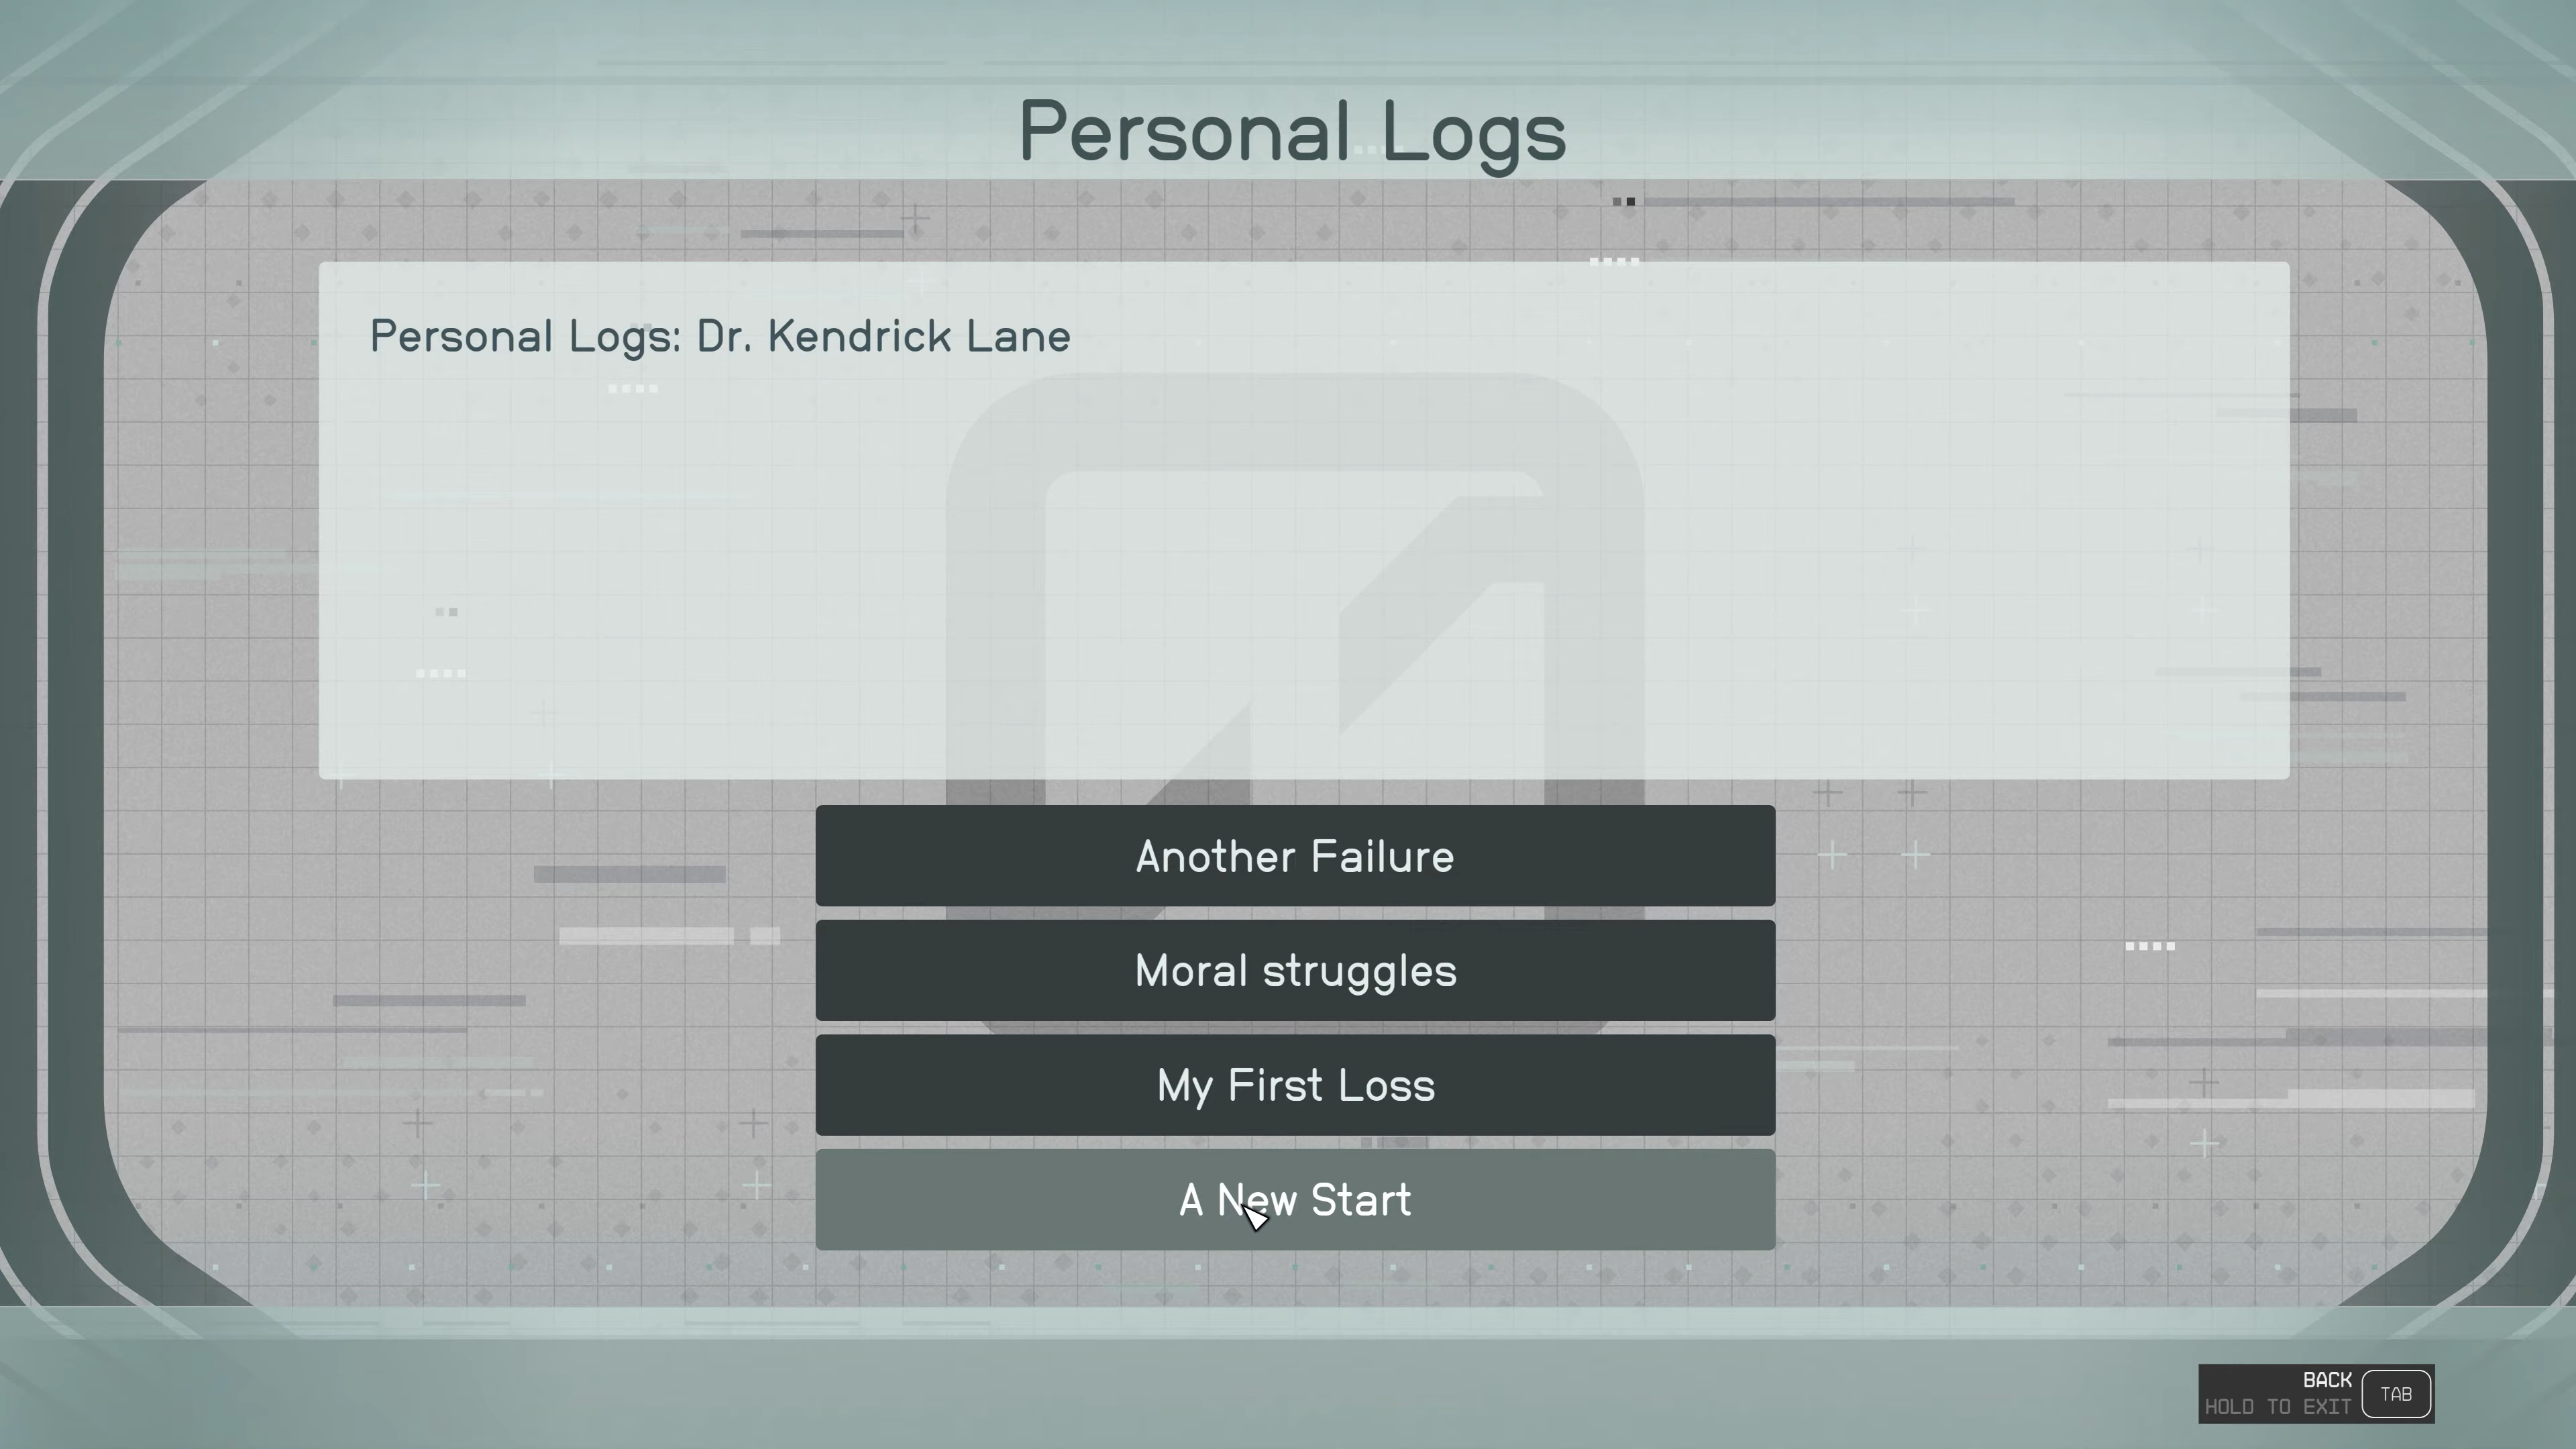 Personal Logs
Personal Logs: Dr. Kendrick Lane
Another Failure
Moral struggles
My First Loss
A New Start
BACK
HOLD TO EXIT
TAB